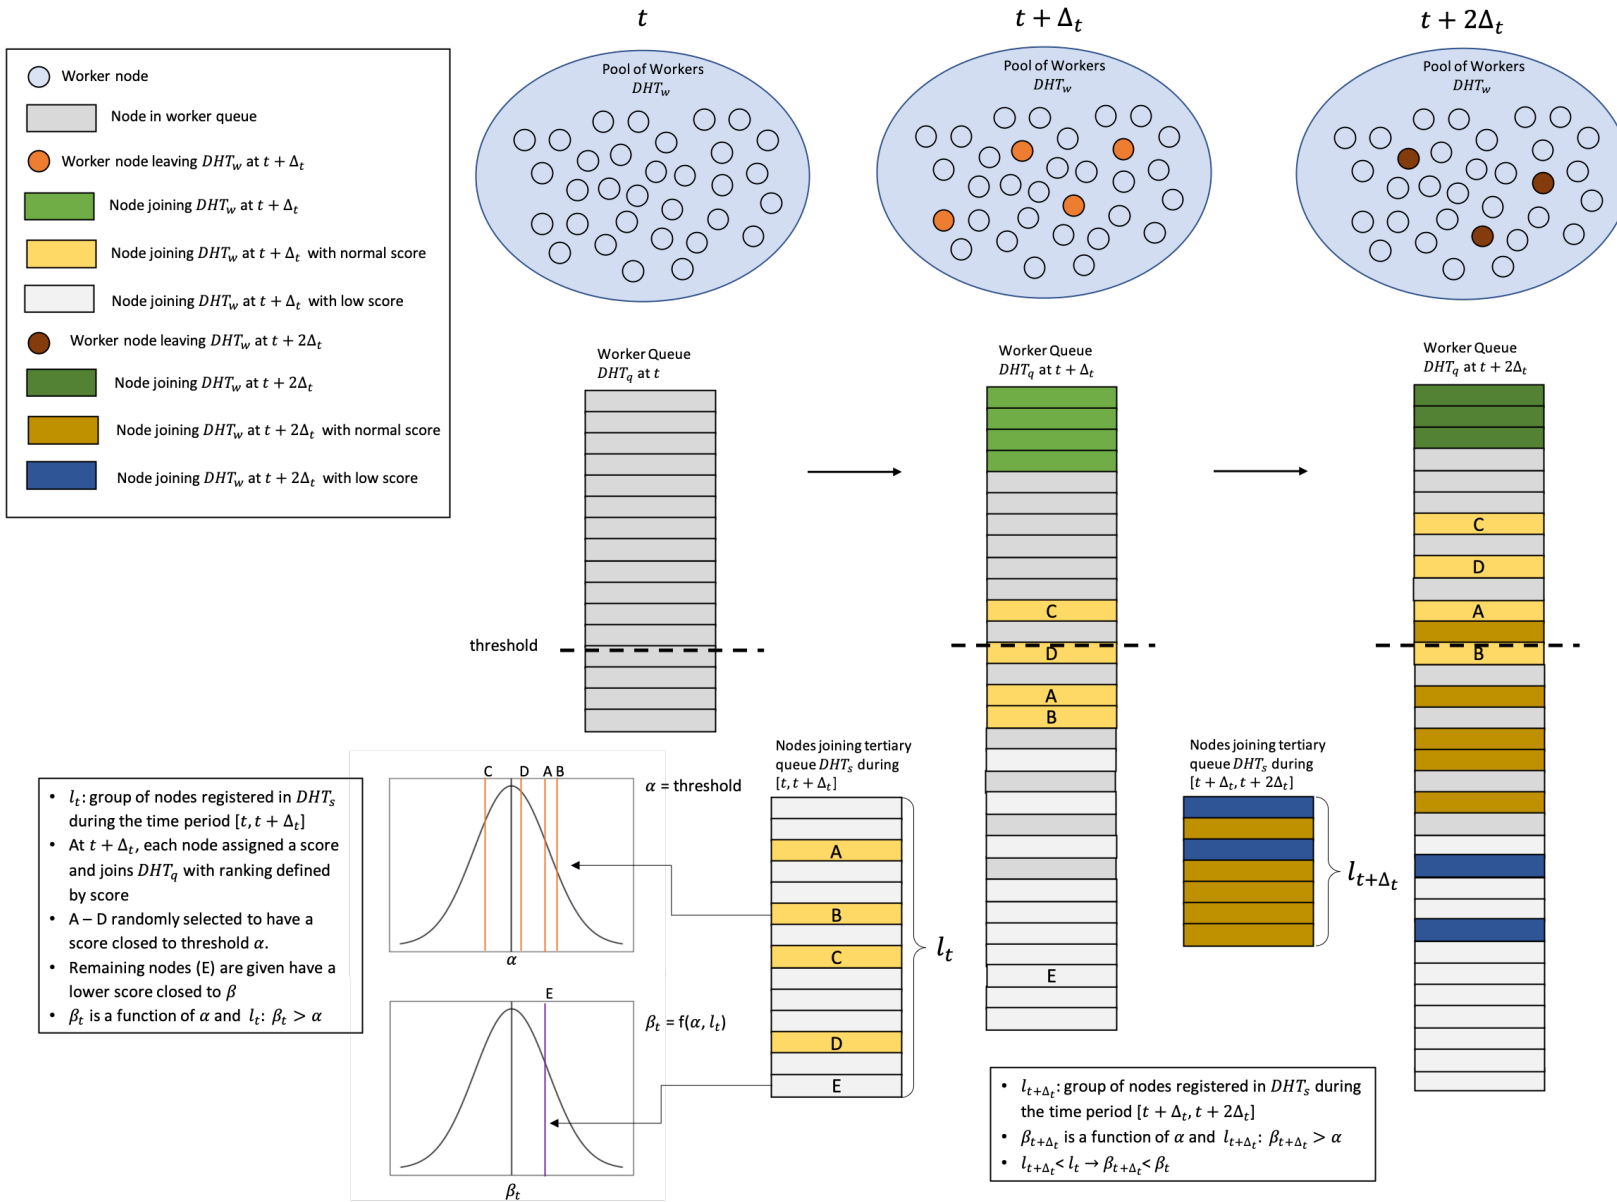 t
t + Δt
t + 2Δt
Worker node
Node in worker queue
Worker node leaving DHTw at t + Δt
Node joining DHTw at t + Δt
Node joining DHTw at t + Δt with normal score
Node joining DHTw at t + Δt with low score
Worker node leaving DHTw at t + 2Δt
Node joining DHTw at t + 2Δt
Node joining DHTw at t + 2Δt with normal score
Node joining DHTw at t + 2Δt with low score
Pool of Workers
DHTw
Pool of Workers
DHTw
Pool of Workers
DHTw
Worker Queue
DHTq at t
Worker Queue
DHTq at t + Δt
Worker Queue
DHTq at t + 2Δt
threshold
C
D
A
B
C
D
A
B
E
Nodes joining tertiary
queue DHTs during
[t, t + Δt]
A
B
C
D
E
lt
Nodes joining tertiary
queue DHTs during
[t + Δt, t + 2Δt]
lt+Δt
C D A B
α = threshold
α
E
βt = f(α, lt)
βt
• lt: group of nodes registered in DHTs
during the time period [t, t + Δt]
• At t + Δt, each node assigned a score
and joins DHTq with ranking defined
by score
• A – D randomly selected to have a
score closed to threshold α.
• Remaining nodes (E) are given have a
lower score closed to β
• βt is a function of α and lt: βt > α
• lt+Δt: group of nodes registered in DHTs during
the time period [t + Δt, t + 2Δt]
• βt+Δt is a function of α and lt+Δt: βt+Δt > α
• lt+Δt < lt → βt+Δt < βt